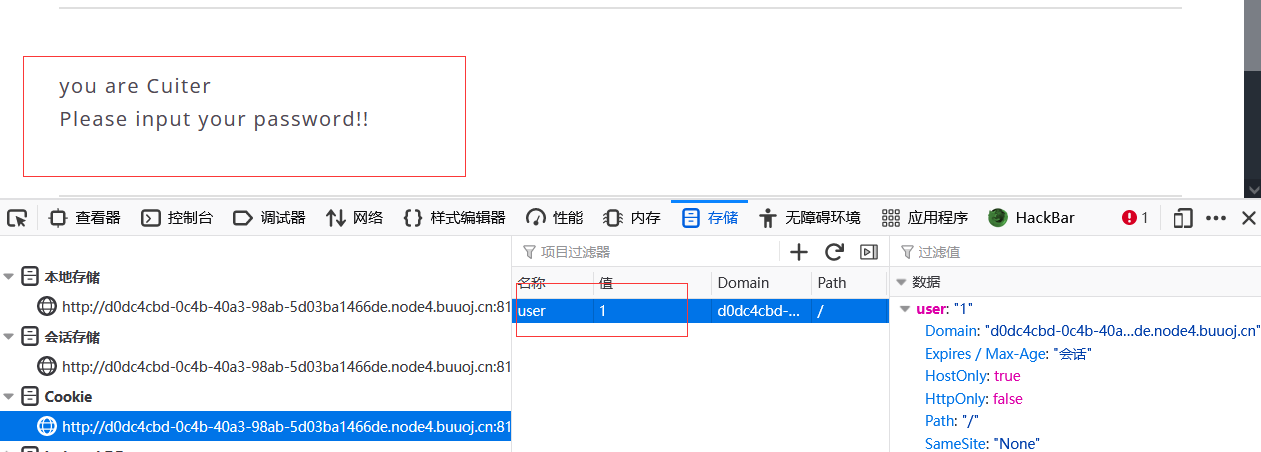 you are Cuiter
Please input your password!!
查看器 控制台 调试器 网络 样式编辑器 性能 内存 存储 无障碍环境 应用程序 HackBar 1
项目过滤器 过滤值
本地存储
http://d0dc4cbd-0c4b-40a3-98ab-5d03ba1466de.node4.buuoj.cn:81
会话存储
http://d0dc4cbd-0c4b-40a3-98ab-5d03ba1466de.node4.buuoj.cn:81
Cookie
http://d0dc4cbd-0c4b-40a3-98ab-5d03ba1466de.node4.buuoj.cn:81
名称 值 Domain Path
user 1 d0dc4cbd-... /
数据
user: "1"
Domain: "d0dc4cbd-0c4b-40a...de.node4.buuoj.cn"
Expires / Max-Age: "会话"
HostOnly: true
HttpOnly: false
Path: "/"
SameSite: "None"